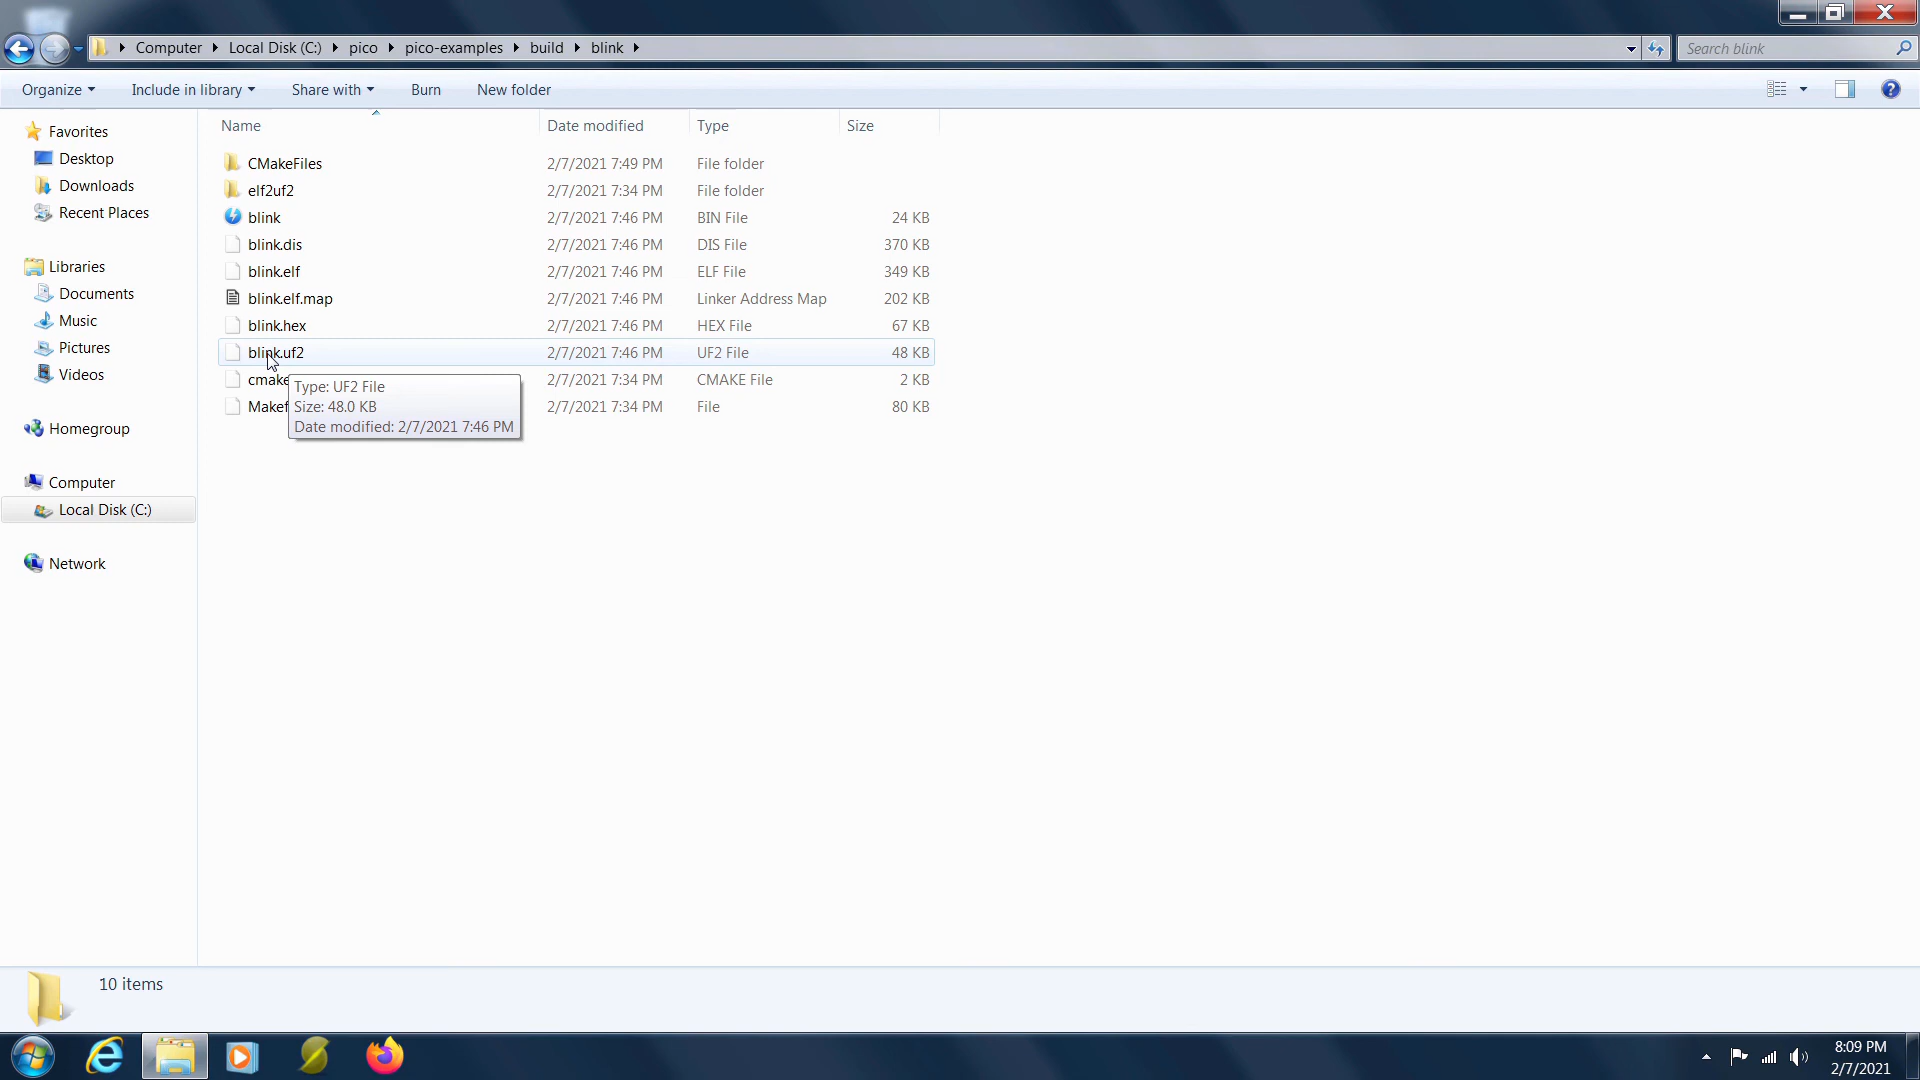 Computer Local Disk (C:) pico pico-examples build blink
Search blink
Organize Include in library Share with Burn New folder
Name Date modified Type Size
Favorites
Desktop
Downloads
Recent Places
Libraries
Documents
Music
Pictures
Videos
Homegroup
Computer
Local Disk (C:)
Network
CMakeFiles 2/7/2021 7:49 PM File folder
elf2uf2 2/7/2021 7:34 PM File folder
blink 2/7/2021 7:46 PM BIN File 24 KB
blink.dis 2/7/2021 7:46 PM DIS File 370 KB
blink.elf 2/7/2021 7:46 PM ELF File 349 KB
blink.elf.map 2/7/2021 7:46 PM Linker Address Map 202 KB
blink.hex 2/7/2021 7:46 PM HEX File 67 KB
blink.uf2 2/7/2021 7:46 PM UF2 File 48 KB
cmake 2/7/2021 7:34 PM CMAKE File 2 KB
Makef 2/7/2021 7:34 PM File 80 KB
Type: UF2 File
Size: 48.0 KB
Date modified: 2/7/2021 7:46 PM
10 items
8:09 PM
2/7/2021